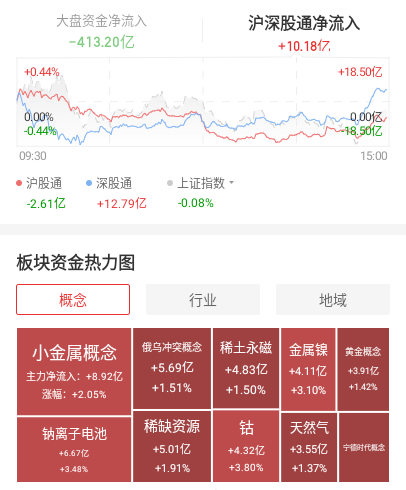 大盘资金净流入 沪深股通净流入
-413.20亿 +10.18亿
+0.44% +18.50亿
0.00% 0.00亿
-0.44% -18.50亿
09:30 15:00
沪股通 深股通 上证指数
-2.61亿 +12.79亿 -0.08%
板块资金热力图
概念 行业 地域
小金属概念
主力净流入：+8.92亿
涨幅：+2.05%
俄乌冲突概念
+5.69亿
+1.51%
稀土永磁
+4.83亿
+1.50%
金属镍
+4.11亿
+3.10%
黄金概念
+3.91亿
+1.42%
钠离子电池
+6.67亿
+3.48%
稀缺资源
+5.01亿
+1.91%
钴
+4.32亿
+3.80%
天然气
+3.55亿
+1.37%
宁德时代概念